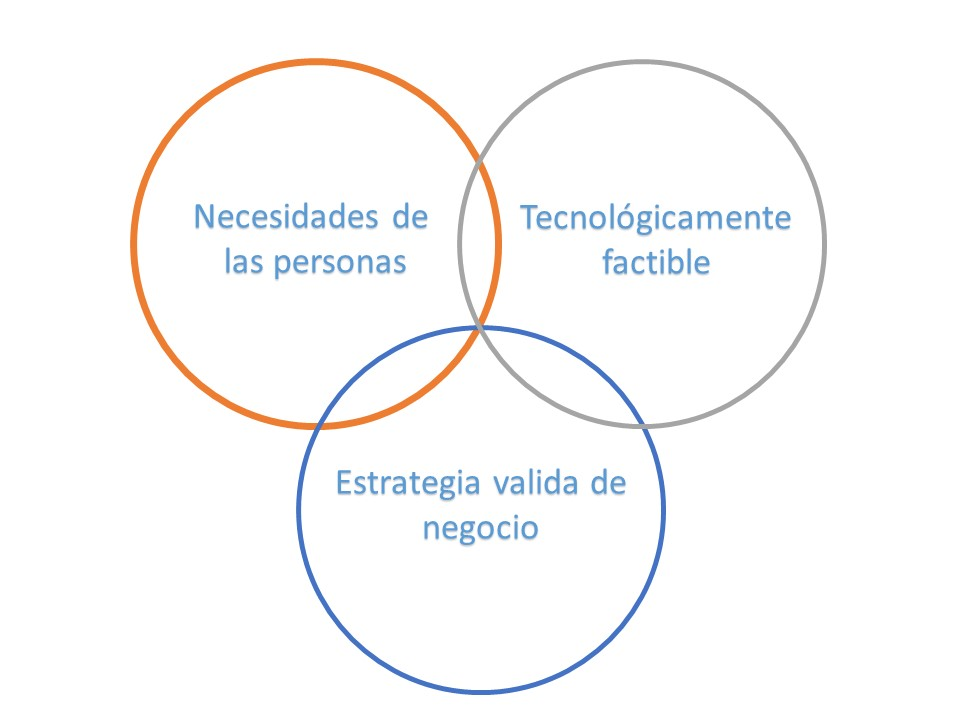 Necesidades de
las personas
Tecnológicamente
factible
Estrategia valida de
negocio